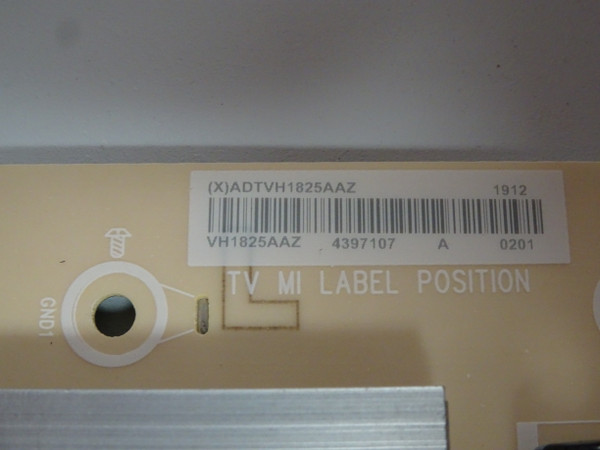 (X)ADTVH1825AAZ 1912
VH1825AAZ 4397107 A 0201
TV MI LABEL POSITION
GND1